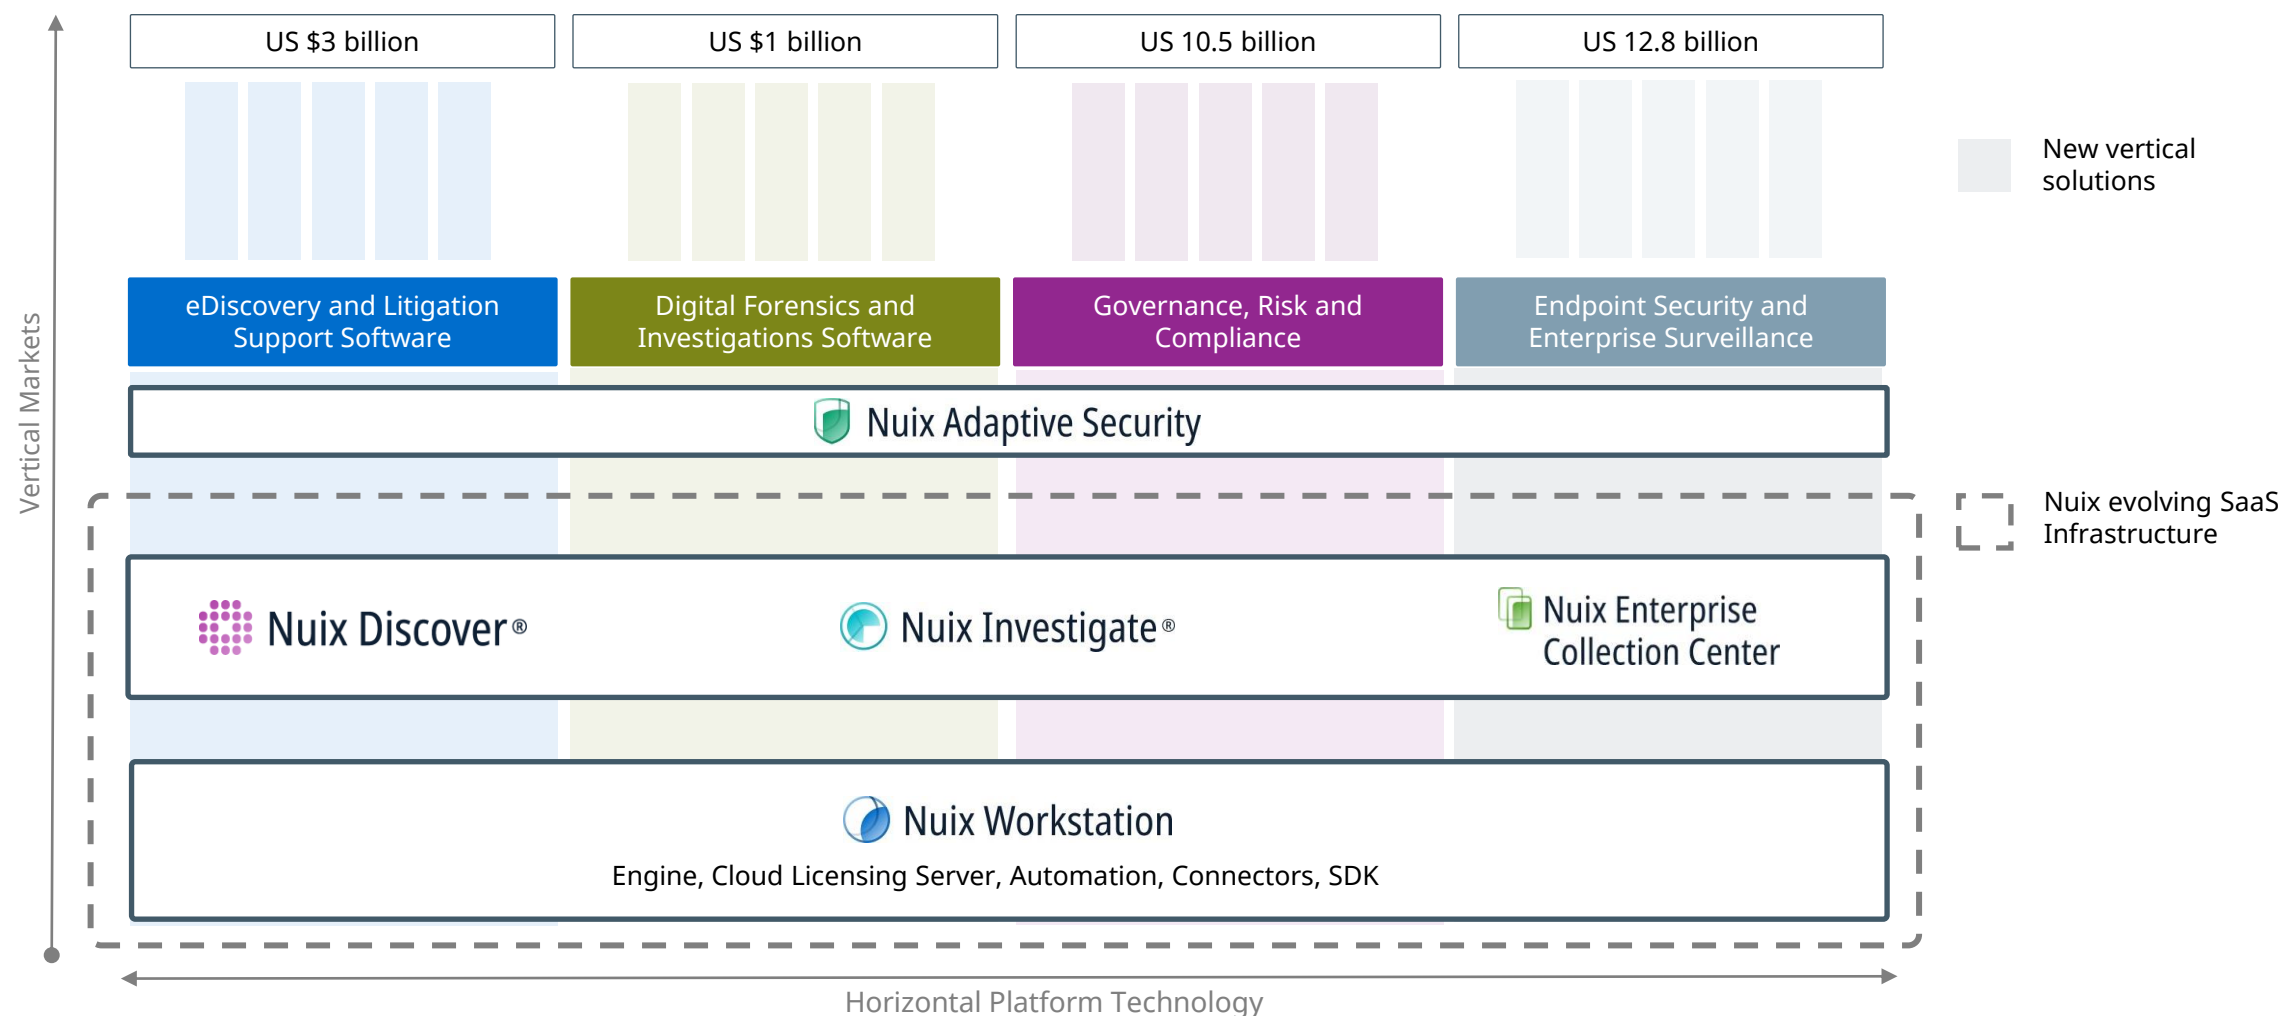 US $3 billion
US $1 billion
US 10.5 billion
US 12.8 billion
New vertical
solutions
Vertical Markets
eDiscovery and Litigation
Support Software
Digital Forensics and
Investigations Software
Governance, Risk and
Compliance
Endpoint Security and
Enterprise Surveillance
Nuix Adaptive Security
Nuix evolving SaaS
Infrastructure
Nuix Discover®
Nuix Investigate®
Nuix Enterprise
Collection Center
Nuix Workstation
Engine, Cloud Licensing Server, Automation, Connectors, SDK
Horizontal Platform Technology